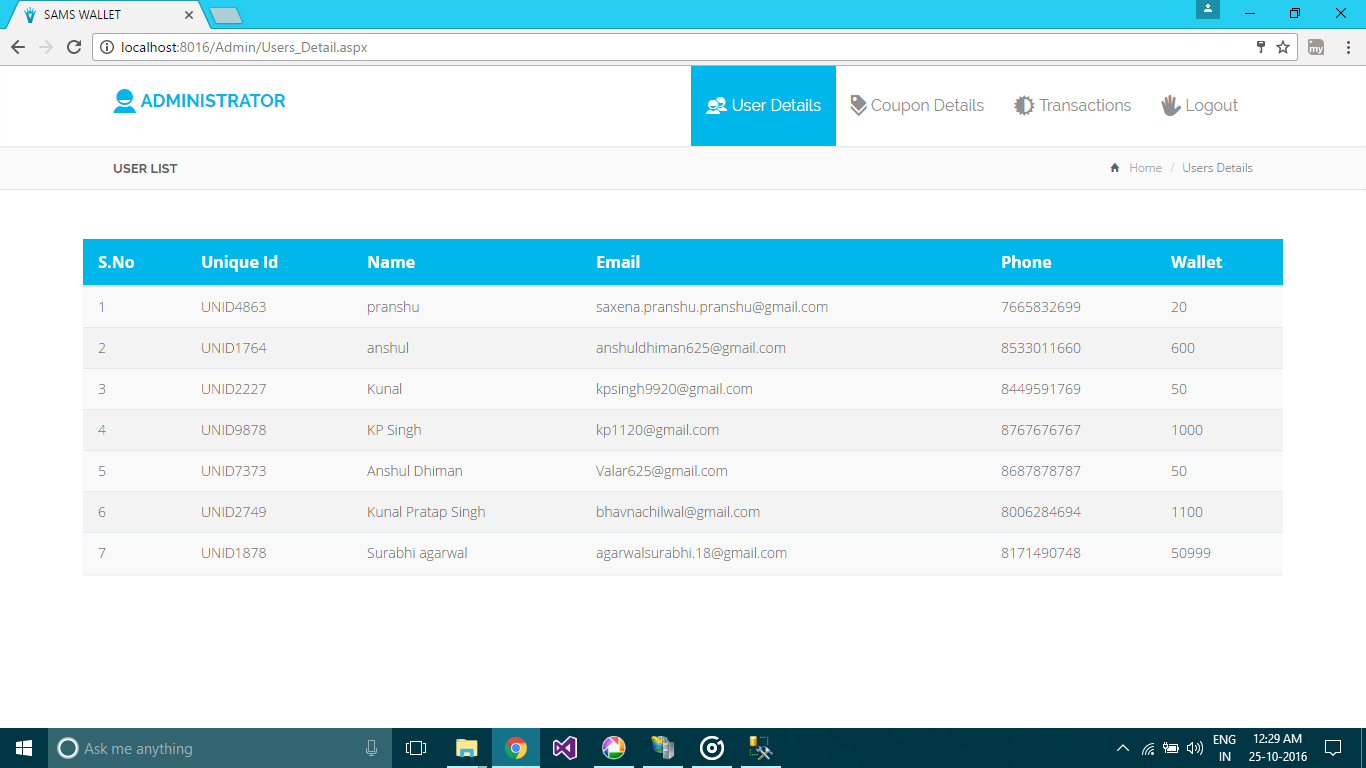 SAMS WALLET
localhost:8016/Admin/Users_Detail.aspx
my
ADMINISTRATOR
User Details
Coupon Details
Transactions
Logout
USER LIST
Home / Users Details
S.No Unique Id Name Email Phone Wallet
1 UNID4863 pranshu saxena.pranshu.pranshu@gmail.com 7665832699 20
2 UNID1764 anshul anshuldhiman625@gmail.com 8533011660 600
3 UNID2227 Kunal kpsingh9920@gmail.com 8449591769 50
4 UNID9878 KP Singh kp1120@gmail.com 8767676767 1000
5 UNID7373 Anshul Dhiman Valar625@gmail.com 8687878787 50
6 UNID2749 Kunal Pratap Singh bhavnachilwal@gmail.com 8006284694 1100
7 UNID1878 Surabhi agarwal agarwalsurabhi.18@gmail.com 8171490748 50999
Ask me anything
ENG
IN
12:29 AM
25-10-2016